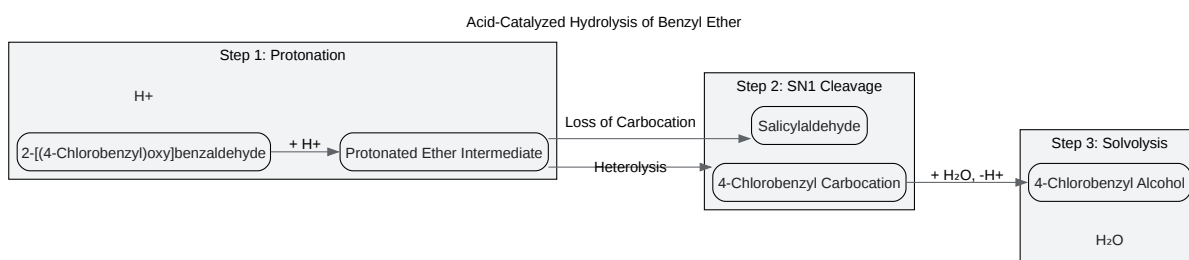 Acid-Catalyzed Hydrolysis of Benzyl Ether
Step 1: Protonation
H+
2-[(4-Chlorobenzyl)oxy]benzaldehyde
+ H+
Protonated Ether Intermediate
Loss of Carbocation
Heterolysis
Step 2: SN1 Cleavage
Salicylaldehyde
4-Chlorobenzyl Carbocation
+ H₂O, -H+
Step 3: Solvolysis
4-Chlorobenzyl Alcohol
H₂O